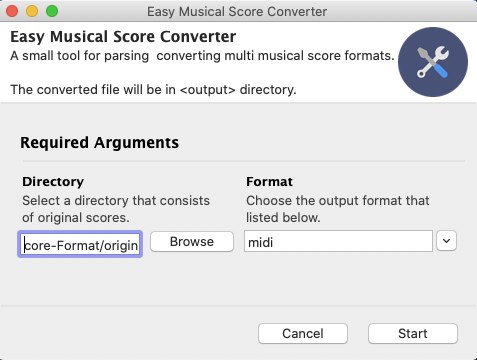 Easy Musical Score Converter
Easy Musical Score Converter
A small tool for parsing  converting multi musical score formats.
The converted file will be in <output> directory.
Required Arguments
Directory
Select a directory that consists
of original scores.
core-Format/origin
Browse
Format
Choose the output format that
listed below.
midi
Cancel
Start